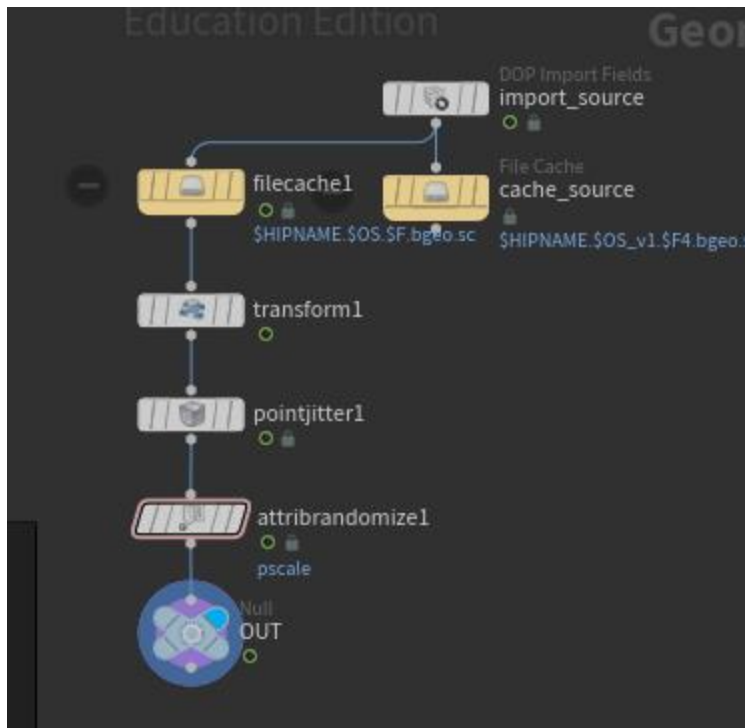 Education Edition
Geor
DOP Import Fields
import_source
File Cache
filecache1
cache_source
$HIPNAME.$OS.$F.bgeo.sc
$HIPNAME.$OS_v1.$F4.bgeo.s
transform1
pointjitter1
attribrandomize1
pscale
Null
OUT